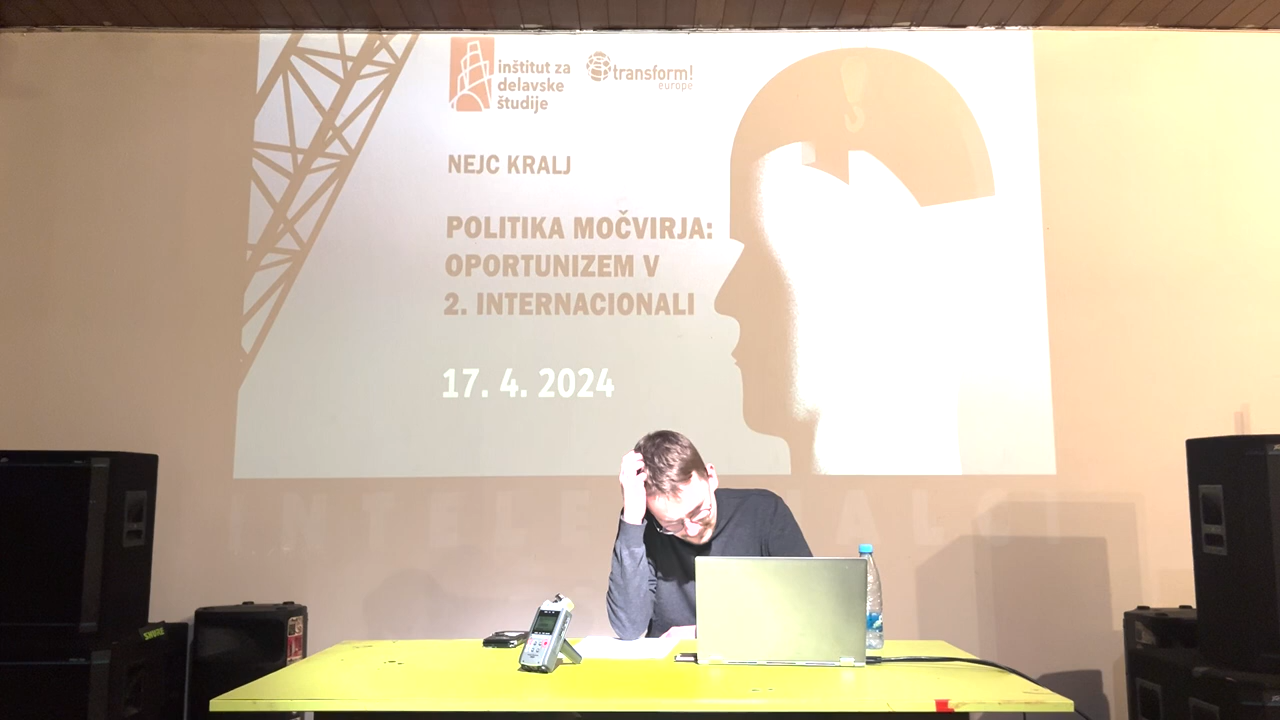 inštitut za
delavske
študije
transform!
europe
NEJC KRALJ
POLITIKA MOČVIRJA:
OPORTUNIZEM V
2. INTERNACIONALI
17. 4. 2024